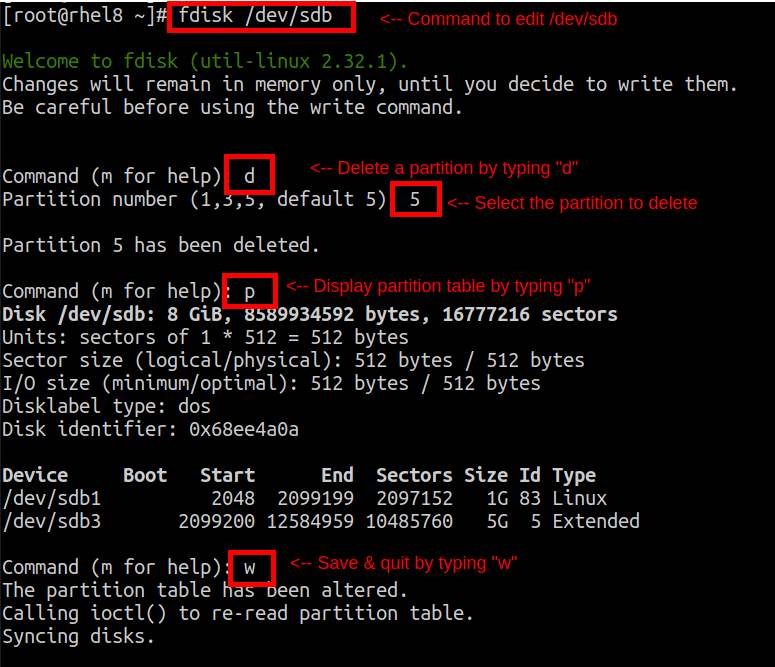 [root@rhel8 ~]# fdisk /dev/sdb <-- Command to edit /dev/sdb
Welcome to fdisk (util-linux 2.32.1).
Changes will remain in memory only, until you decide to write them.
Be careful before using the write command.
Command (m for help): d <-- Delete a partition by typing "d"
Partition number (1,3,5, default 5) 5 <-- Select the partition to delete
Partition 5 has been deleted.
Command (m for help): p <-- Display partition table by typing "p"
Disk /dev/sdb: 8 GiB, 8589934592 bytes, 16777216 sectors
Units: sectors of 1 * 512 = 512 bytes
Sector size (logical/physical): 512 bytes / 512 bytes
I/O size (minimum/optimal): 512 bytes / 512 bytes
Disklabel type: dos
Disk identifier: 0x68ee4a0a
Device Boot Start End Sectors Size Id Type
/dev/sdb1 2048 2099199 2097152 1G 83 Linux
/dev/sdb3 2099200 12584959 10485760 5G 5 Extended
Command (m for help): w <-- Save & quit by typing "w"
The partition table has been altered.
Calling ioctl() to re-read partition table.
Syncing disks.